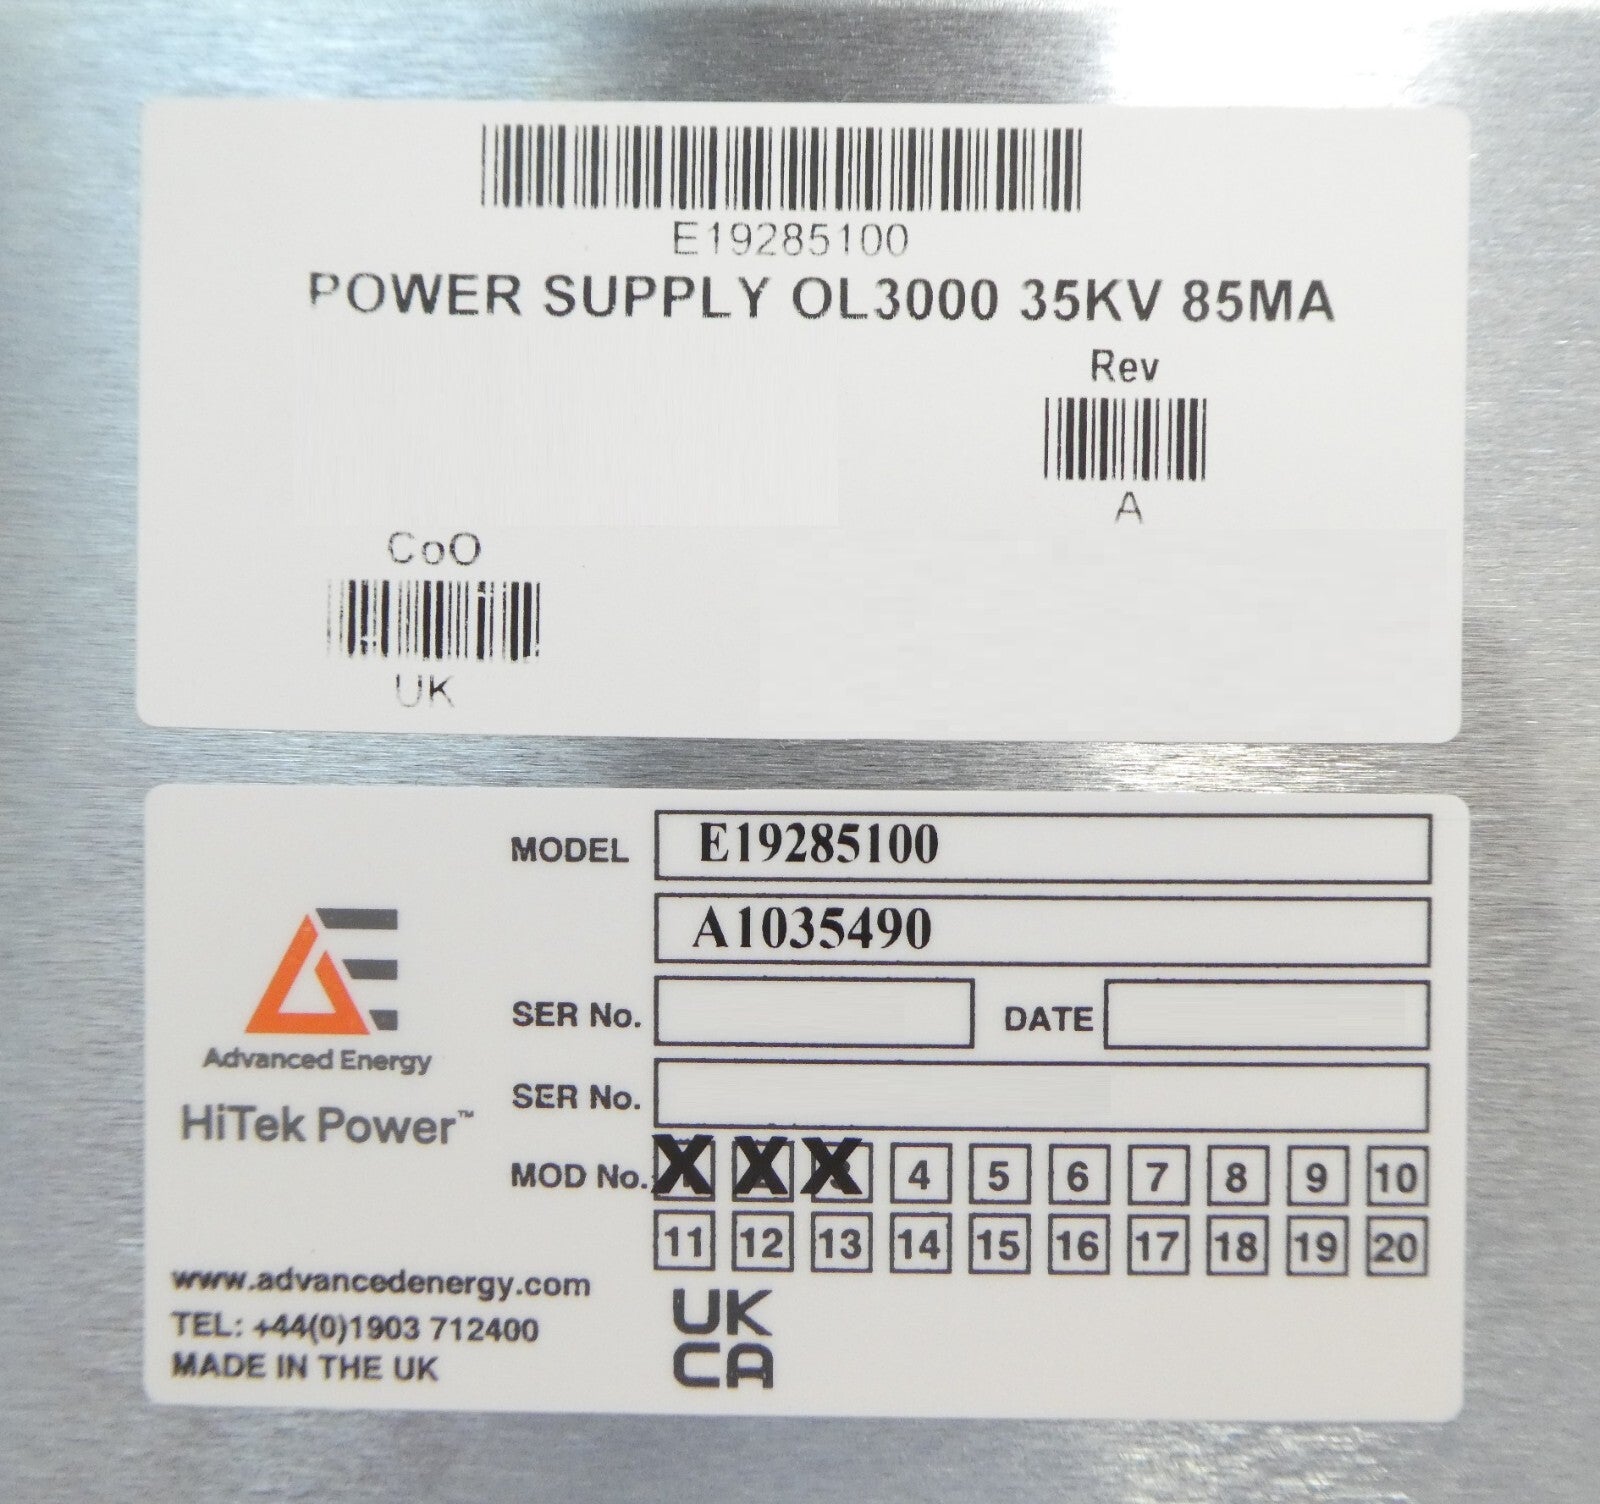 E19285100
POWER SUPPLY OL3000 35KV 85MA
Rev
A
CoO
UK
MODEL E19285100
A1035490
SER No. DATE
SER No.
Advanced Energy
HiTek Power™
MOD No. X X X 4 5 6 7 8 9 10
11 12 13 14 15 16 17 18 19 20
www.advancedenergy.com
TEL: +44(0)1903 712400
MADE IN THE UK
UK
CA